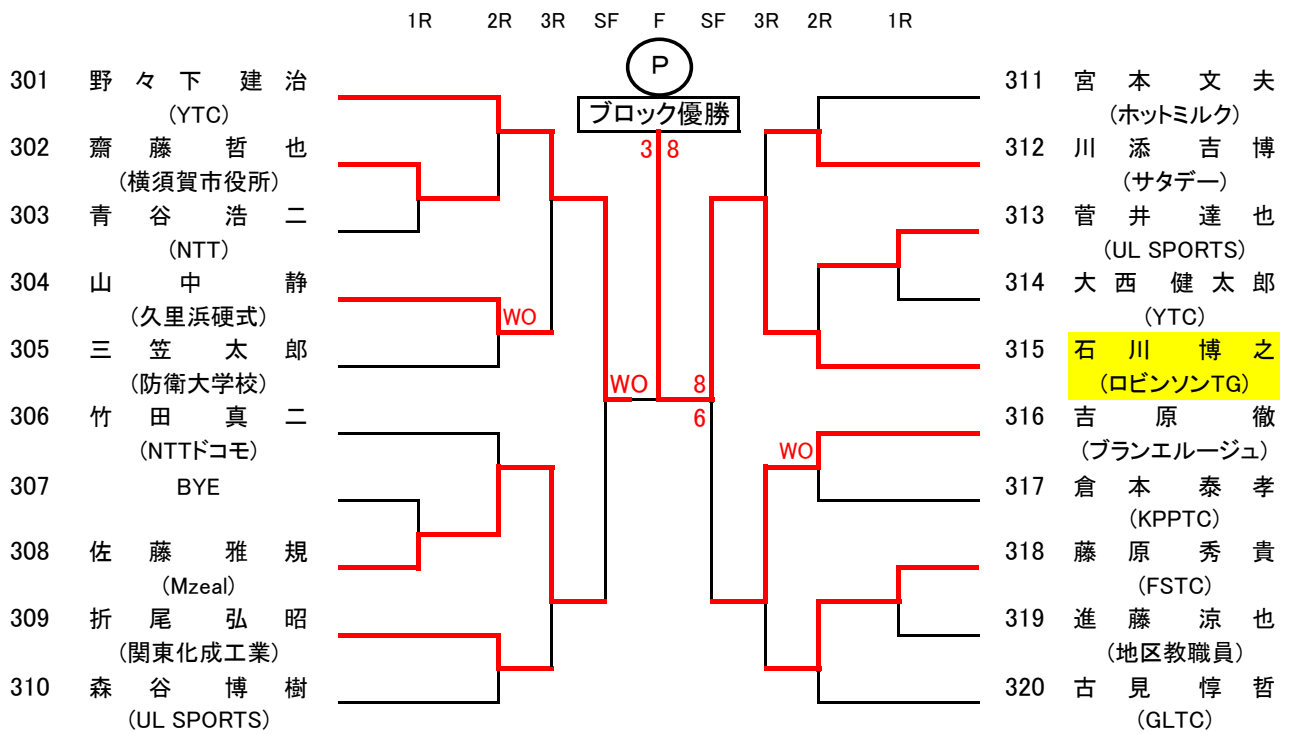 1R 2R 3R SF F SF 3R 2R 1R
P
ブロック優勝
3 8
301 野々下 建治
(YTC)
302 齋藤 哲也
(横須賀市役所)
303 青谷 浩二
(NTT)
304 山中 静
(久里浜硬式)
WO
305 三笠 太郎
(防衛大学校)
WO
306 竹田 真二
(NTTドコモ)
307 BYE
308 佐藤 雅規
(Mzeal)
309 折尾 弘昭
(関東化成工業)
310 森谷 博樹
(UL SPORTS)
311 宮本 文夫
(ホットミルク)
312 川添 吉博
(サタデー)
313 菅井 達也
(UL SPORTS)
314 大西 健太郎
(YTC)
315 石川 博之
(ロビンソンTG)
8
6
316 吉原 徹
(ブランエルージュ)
WO
317 倉本 泰孝
(KPPTC)
318 藤原 秀貴
(FSTC)
319 進藤 涼也
(地区教職員)
320 古見 惇哲
(GLTC)